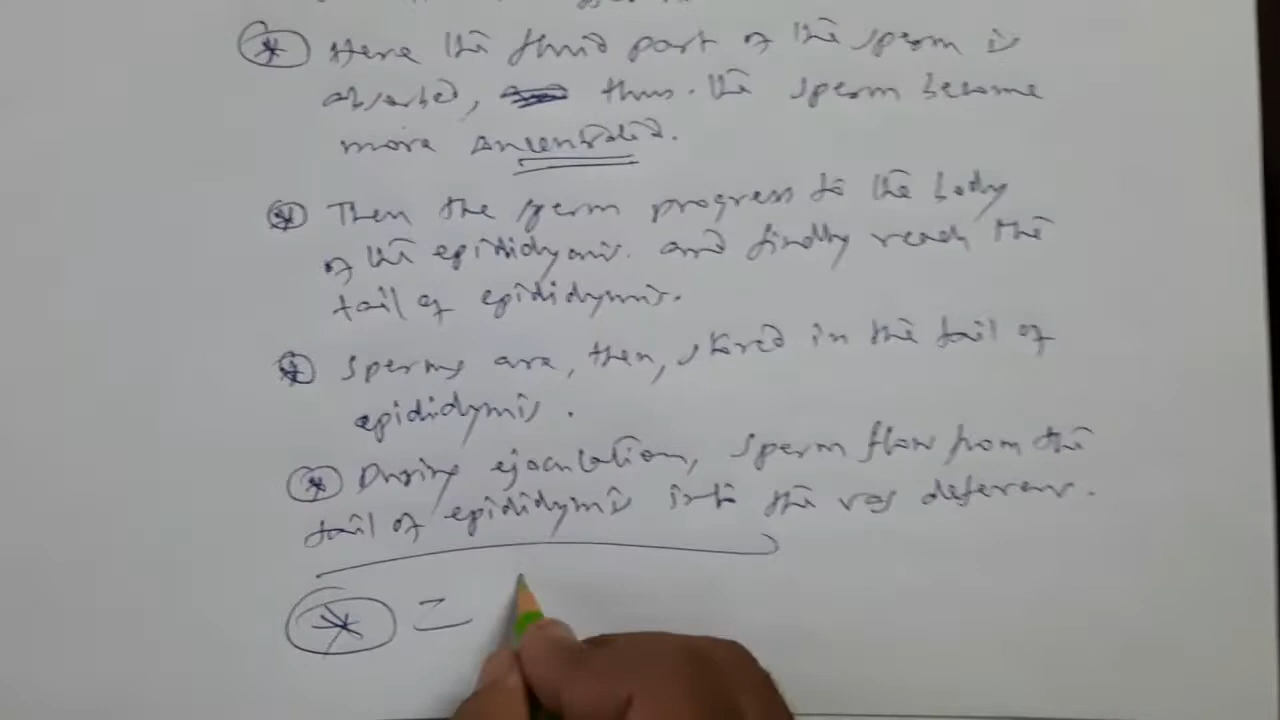 * Here the fluid part of the sperm is
absorbed, thus. the sperm become
more concentrated.
* Then the sperm progress to the body
of the epididymis. and finally reach the
tail of epididymis.
* Sperms are, then, stored in the tail of
epididymis.
* During ejaculation, sperm flow from the
tail of epididymis into the vas deferens.
* =